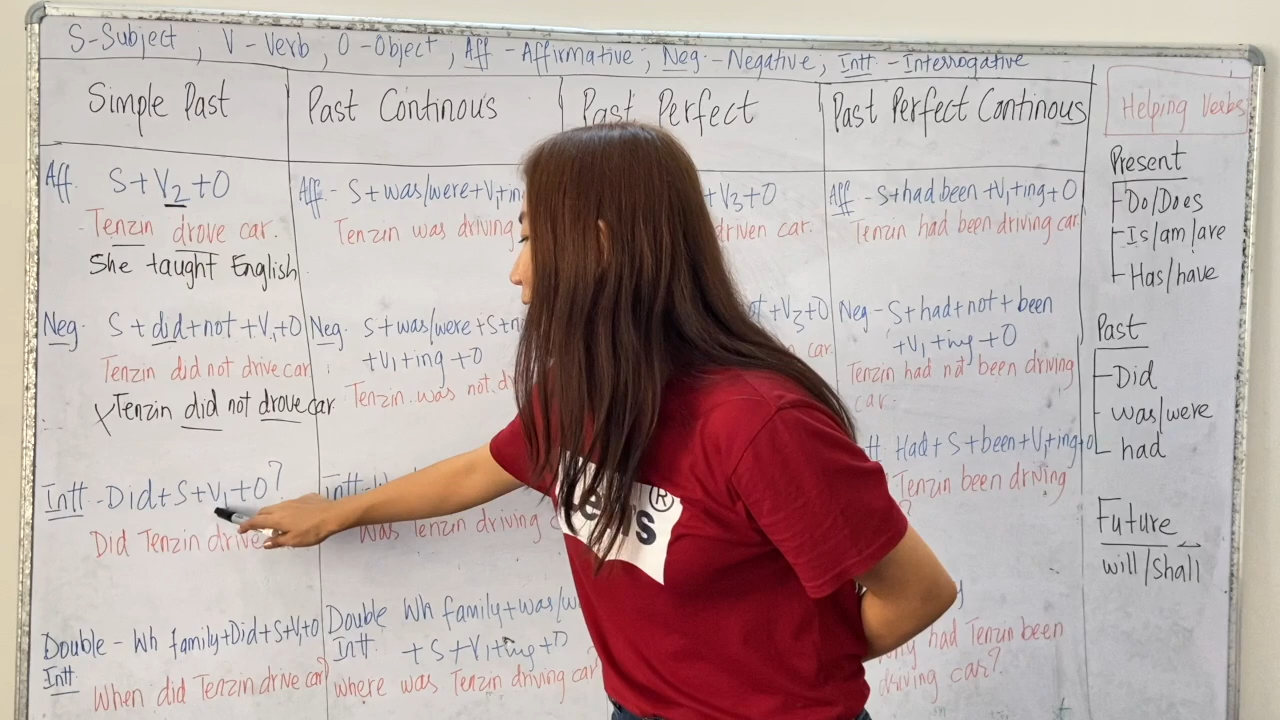 S-Subject, V-Verb, O-Object, Aff-Affirmative, Neg.-Negative, Intt-Interrogative
Simple Past
Aff. S+V2+O
Tenzin drove car.
She taught English
Neg. S+did+not+V1+O
Tenzin did not drive car
X Tenzin did not drove car.
Intt-Did+S+V1+O?
Did Tenzin drive
Double - Wh family+Did+S+V1+O
Intt.
When did Tenzin drive car?
Past Continous
Aff.- S+was/were+V1+in
Tenzin was driving
Neg. S+was/were+S+n
+V1+ing+O
Tenzin was not
Intt
Was Tenzin driving
Double Wh family+was/w
Intt. +S+V1+ing+O
where was Tenzin driving car
Past Perfect
+V3+O
driven car.
+V3+O
car.
Past Perfect Continous
Aff - S+had been+V1+ing+O
Tenzin had been driving car.
Neg-S+had+not+been
+V1+ing+O
Tenzin had not been driving
car.
Had+S+been+V1+ing+O
Tenzin been driving
?
had Tenzin been
driving car?
Helping Verbs
Present
Do/Does
Is/am/are
Has/have
Past
Did
was/were
had
Future
will/shall
®